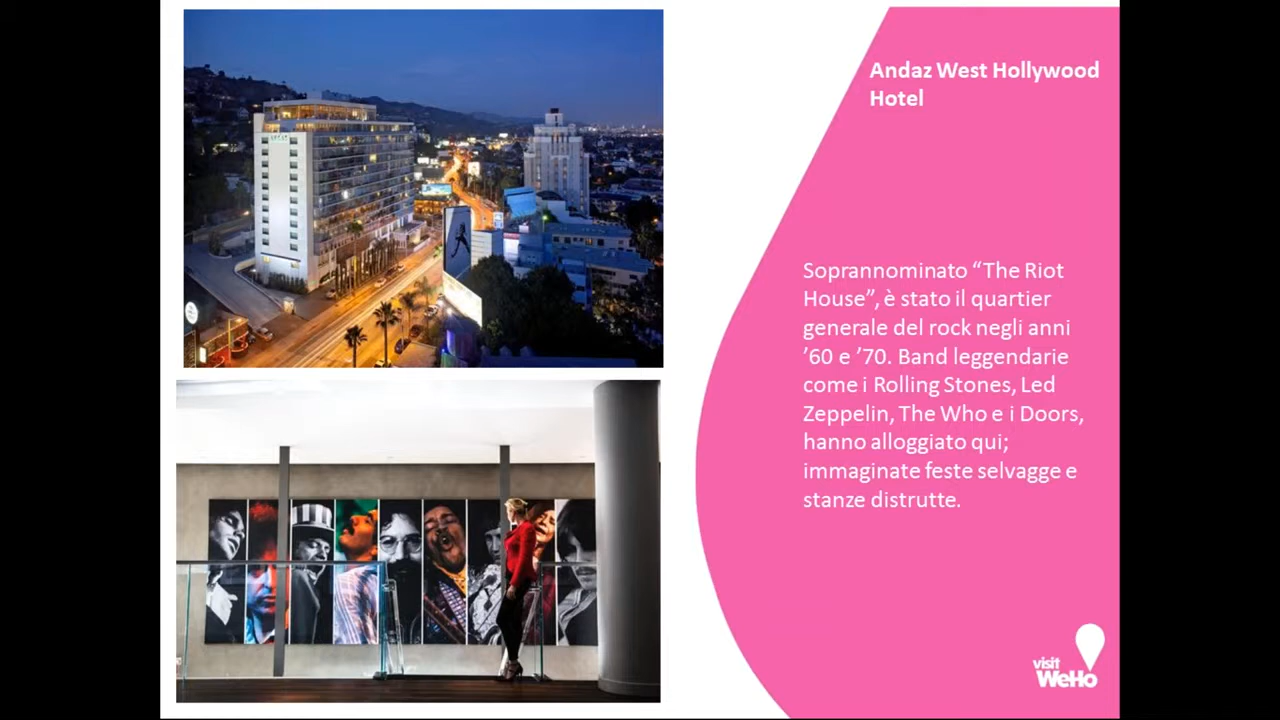 Andaz West Hollywood
Hotel
Soprannominato “The Riot
House”, è stato il quartier
generale del rock negli anni
’60 e ’70. Band leggendarie
come i Rolling Stones, Led
Zeppelin, The Who e i Doors,
hanno alloggiato qui;
immaginate feste selvagge e
stanze distrutte.
visit
WeHo